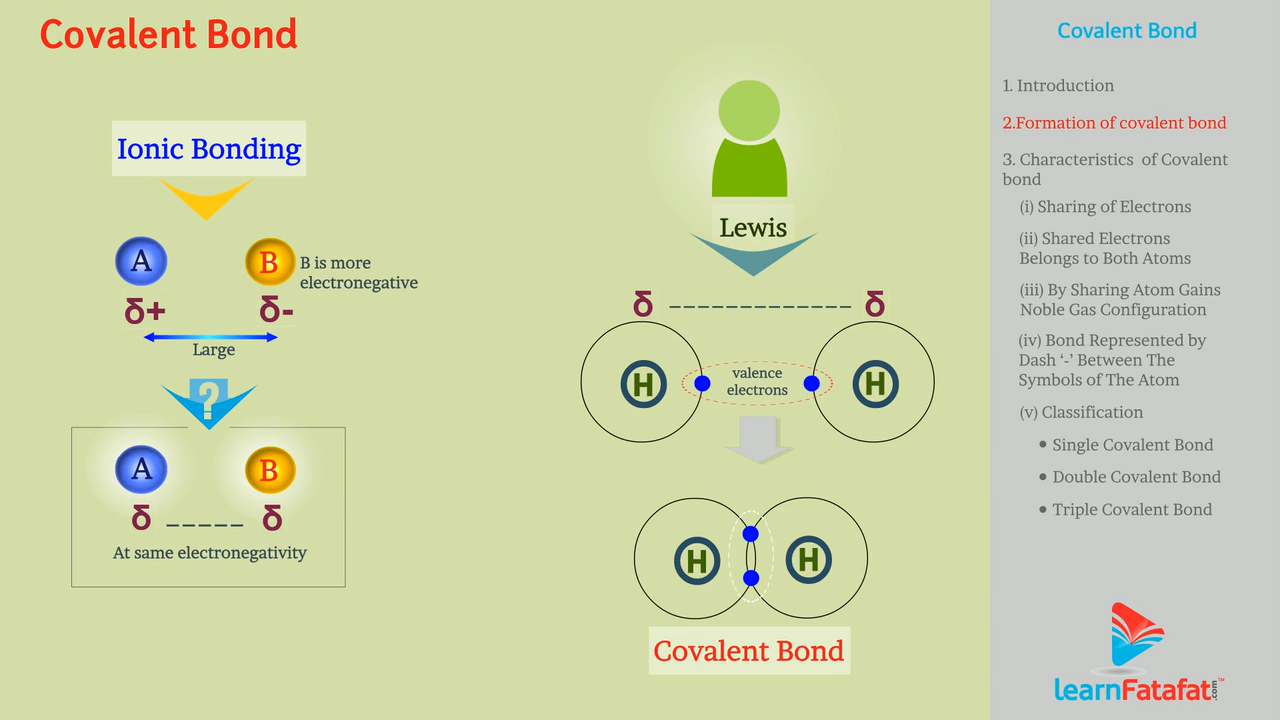 Covalent Bond
Ionic Bonding
A
B
B is more
electronegative
δ+
δ-
Large
?
A
B
δ _ _ _ _ _ δ
At same electronegativity
Lewis
δ _ _ _ _ _ _ _ _ _ _ _ _ _ δ
H
valence
electrons
H
H
H
Covalent Bond
Covalent Bond
1. Introduction
2.Formation of covalent bond
3. Characteristics of Covalent
bond
(i) Sharing of Electrons
(ii) Shared Electrons
Belongs to Both Atoms
(iii) By Sharing Atom Gains
Noble Gas Configuration
(iv) Bond Represented by
Dash ‘-’ Between The
Symbols of The Atom
(v) Classification
• Single Covalent Bond
• Double Covalent Bond
• Triple Covalent Bond
learnFatafat.com™